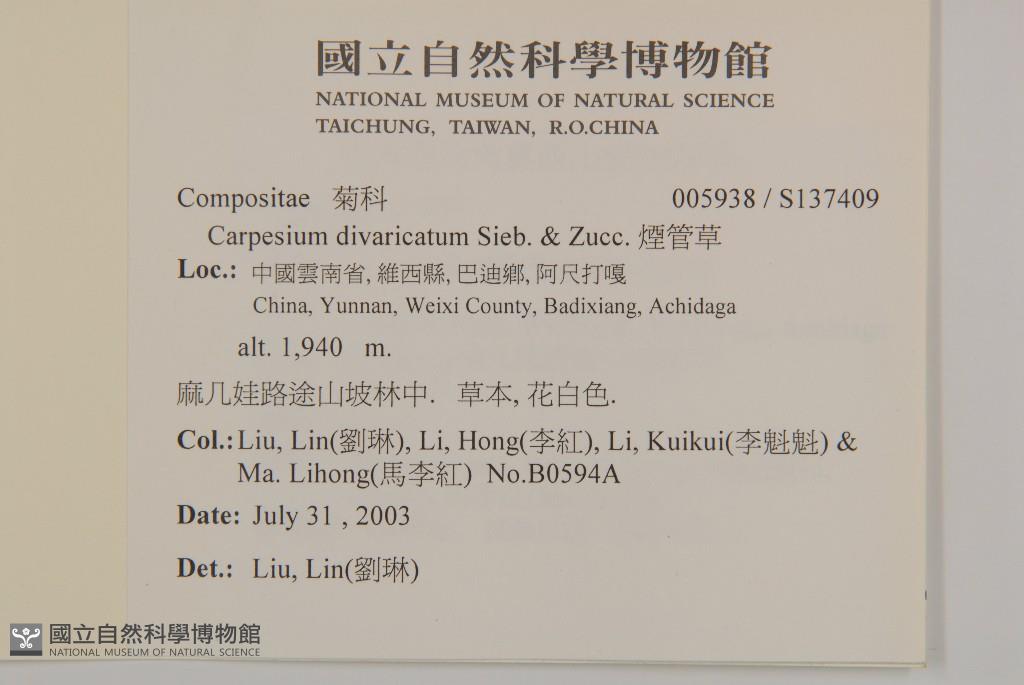 國立自然科學博物館
NATIONAL MUSEUM OF NATURAL SCIENCE
TAICHUNG, TAIWAN, R.O.CHINA
Compositae 菊科 005938 / S137409
Carpesium divaricatum Sieb. & Zucc. 煙管草
Loc.: 中國雲南省, 維西縣, 巴迪鄉, 阿尺打嘎
China, Yunnan, Weixi County, Badixiang, Achidaga
alt. 1,940 m.
麻几娃路途山坡林中. 草本, 花白色.
Col.: Liu, Lin(劉琳), Li, Hong(李紅), Li, Kuikui(李魁魁) &
Ma. Lihong(馬李紅) No.B0594A
Date: July 31 , 2003
Det.: Liu, Lin(劉琳)
國立自然科學博物館
NATIONAL MUSEUM OF NATURAL SCIENCE